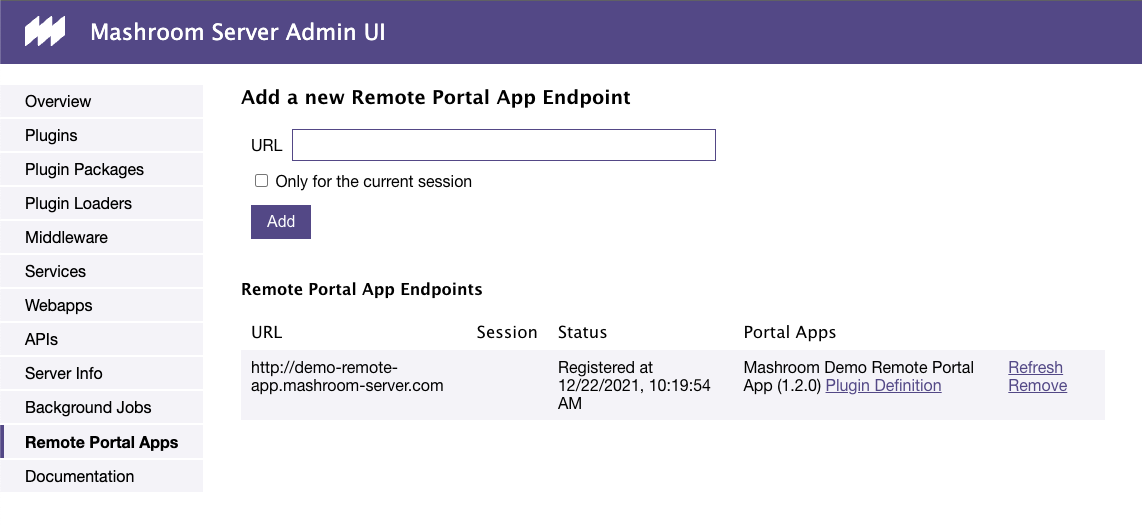 Mashroom Server Admin UI
Overview
Plugins
Plugin Packages
Plugin Loaders
Middleware
Services
Webapps
APIs
Server Info
Background Jobs
Remote Portal Apps
Documentation
Add a new Remote Portal App Endpoint
URL
Only for the current session
Add
Remote Portal App Endpoints
URL Session Status Portal Apps
http://demo-remote-
app.mashroom-server.com
Registered at
12/22/2021, 10:19:54
AM
Mashroom Demo Remote Portal
App (1.2.0) Plugin Definition
Refresh
Remove